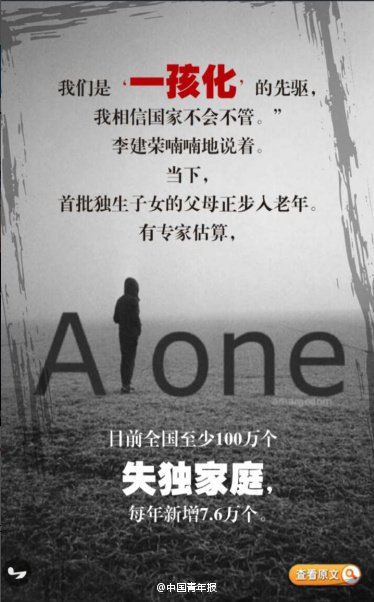 我们是‘一孩化’的先驱，
我相信国家不会不管。”
李建荣喃喃地说着。
当下，
首批独生子女的父母正步入老年。
有专家估算，
Alone
目前全国至少100万个
失独家庭，
每年新增7.6万个。
查看原文
@中国青年报